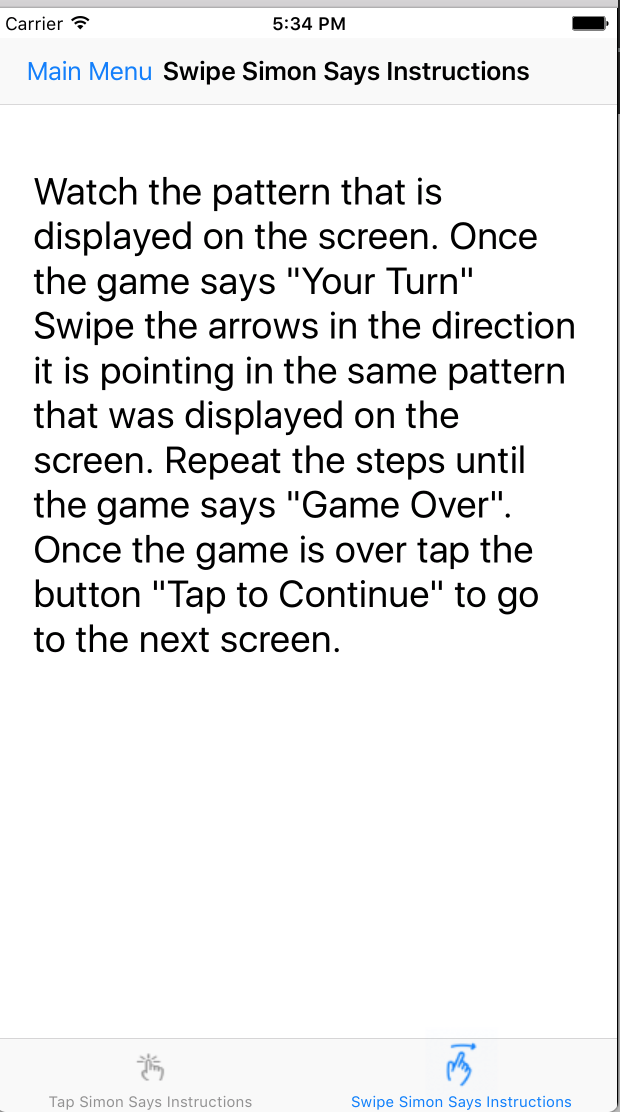 Carrier 5:34 PM
Main Menu Swipe Simon Says Instructions
Watch the pattern that is
displayed on the screen. Once
the game says "Your Turn"
Swipe the arrows in the direction
it is pointing in the same pattern
that was displayed on the
screen. Repeat the steps until
the game says "Game Over".
Once the game is over tap the
button "Tap to Continue" to go
to the next screen.
Tap Simon Says Instructions Swipe Simon Says Instructions